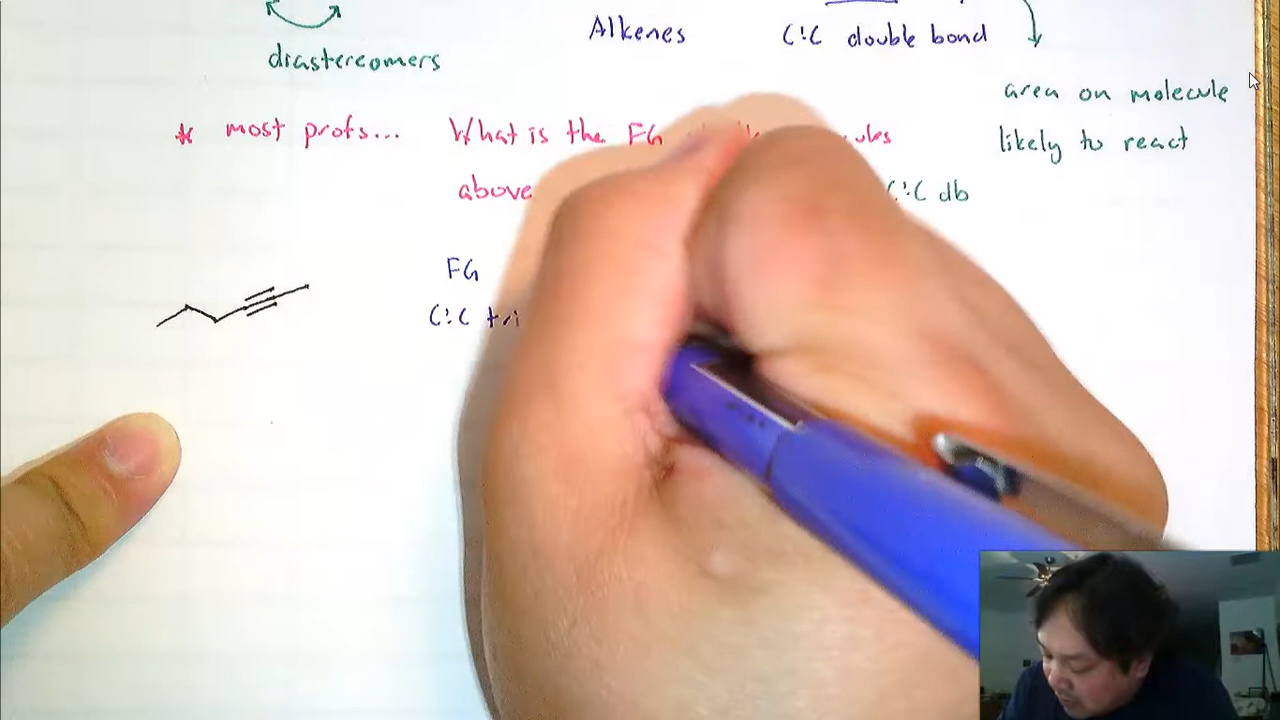 Alkenes C:C double bond
diastereomers
area on molecule
* most profs... What is the FG
likely to react
above C:C db
FG
C:C tri